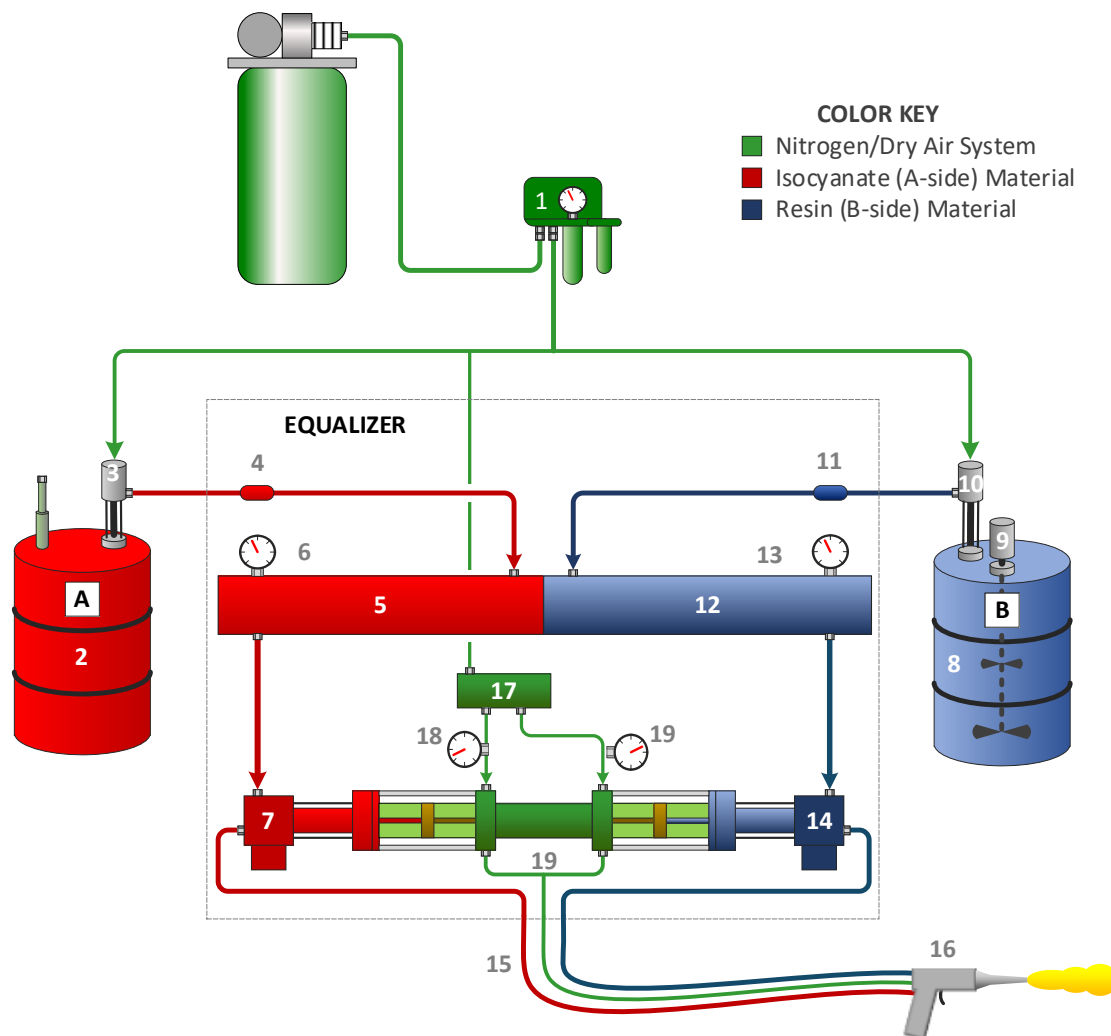 1
COLOR KEY
Nitrogen/Dry Air System
Isocyanate (A-side) Material
Resin (B-side) Material
EQUALIZER
3
4
11
10
9
6
13
A
B
5
12
2
8
17
18
19
7
14
19
15
16